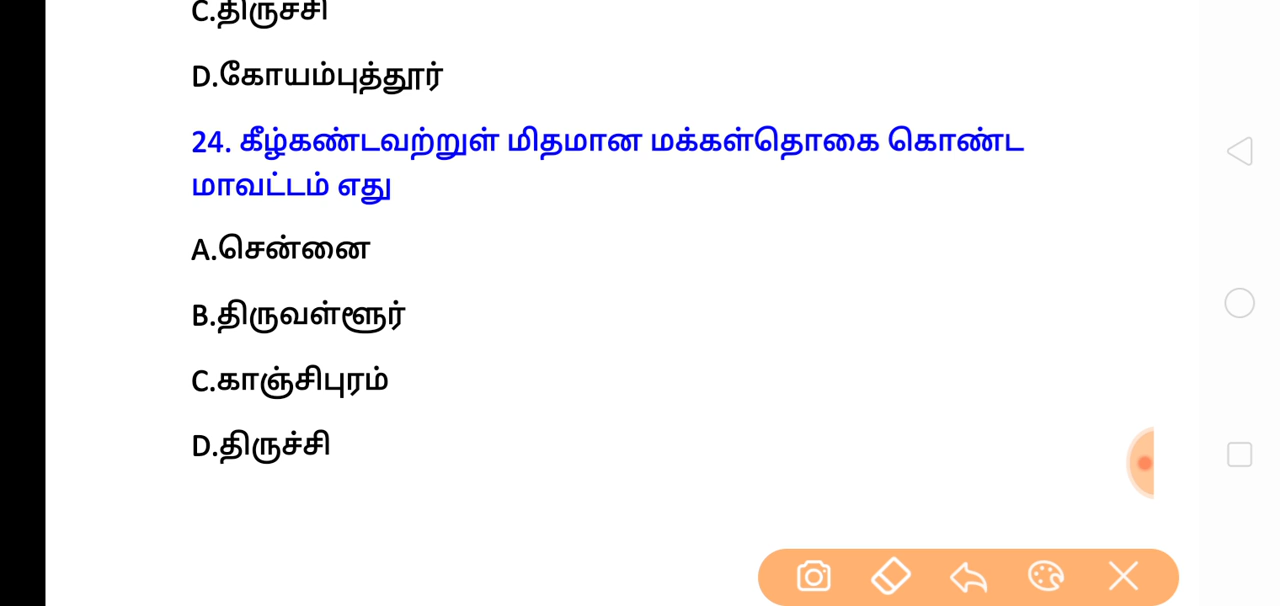 C.திருச்சி
D.கோயம்புத்தூர்
24. கீழ்கண்டவற்றுள் மிதமான மக்கள்தொகை கொண்ட
மாவட்டம் எது
A.சென்னை
B.திருவள்ளூர்
C.காஞ்சிபுரம்
D.திருச்சி